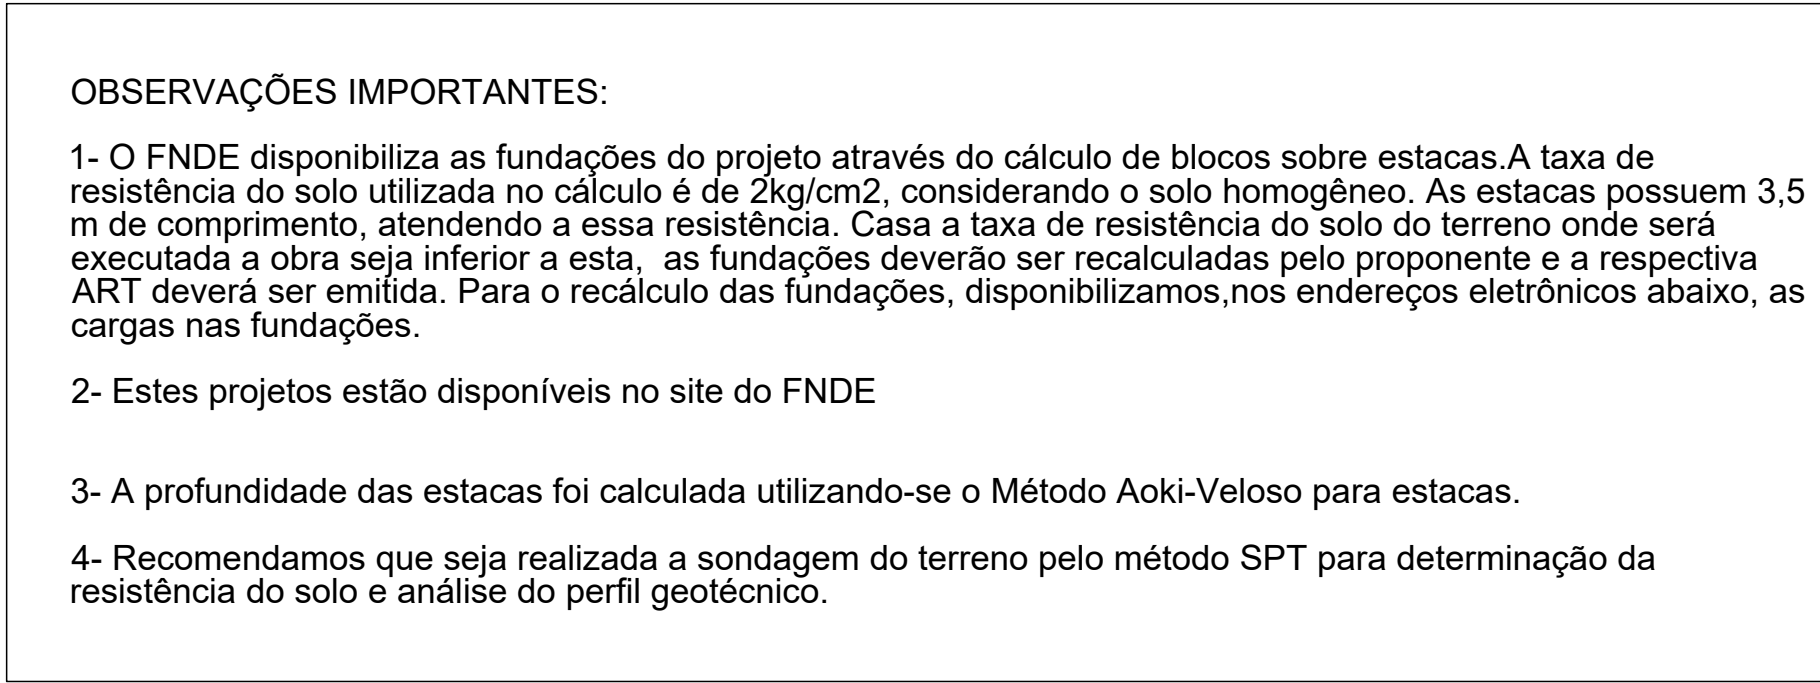 OBSERVAÇÕES IMPORTANTES:
1- O FNDE disponibiliza as fundações do projeto através do cálculo de blocos sobre estacas.A taxa de
resistência do solo utilizada no cálculo é de 2kg/cm2, considerando o solo homogêneo. As estacas possuem 3,5
m de comprimento, atendendo a essa resistência. Casa a taxa de resistência do solo do terreno onde será
executada a obra seja inferior a esta,  as fundações deverão ser recalculadas pelo proponente e a respectiva
ART deverá ser emitida. Para o recálculo das fundações, disponibilizamos,nos endereços eletrônicos abaixo, as
cargas nas fundações.
2- Estes projetos estão disponíveis no site do FNDE
3- A profundidade das estacas foi calculada utilizando-se o Método Aoki-Veloso para estacas.
4- Recomendamos que seja realizada a sondagem do terreno pelo método SPT para determinação da
resistência do solo e análise do perfil geotécnico.